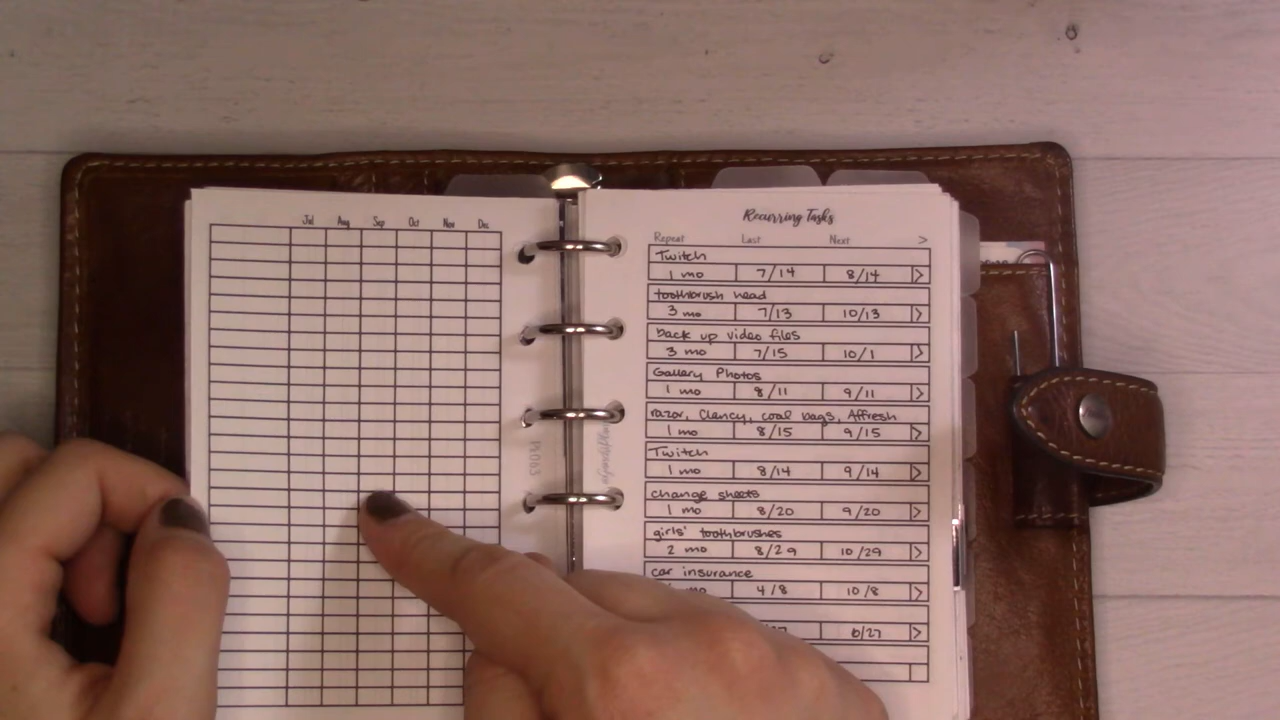 Jul Aug Sep Oct Nov Dec
Recurring Tasks
Repeat Last Next >
Twitch
1 mo 7/14 8/14 >
toothbrush head
3 mo 7/13 10/13 >
back up video files
3 mo 7/15 10/1 >
Gallery Photos
1 mo 8/11 9/11 >
razor, Clancy, coal bags, Affresh
1 mo 8/15 9/15 >
Twitch
1 mo 8/14 9/14 >
change sheets
1 mo 8/20 9/20 >
girls' toothbrushes
2 mo 8/29 10/29 >
car insurance
mo 4/8 10/8 >
>